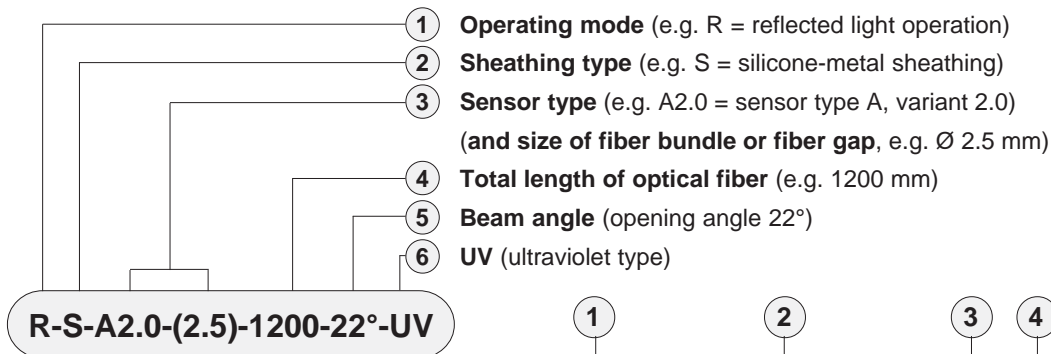 1 Operating mode (e.g. R = reflected light operation)
2 Sheathing type (e.g. S = silicone-metal sheathing)
3 Sensor type (e.g. A2.0 = sensor type A, variant 2.0)
(and size of fiber bundle or fiber gap, e.g. Ø 2.5 mm)
4 Total length of optical fiber (e.g. 1200 mm)
5 Beam angle (opening angle 22°)
6 UV (ultraviolet type)
R-S-A2.0-(2.5)-1200-22°-UV
1 2 3 4